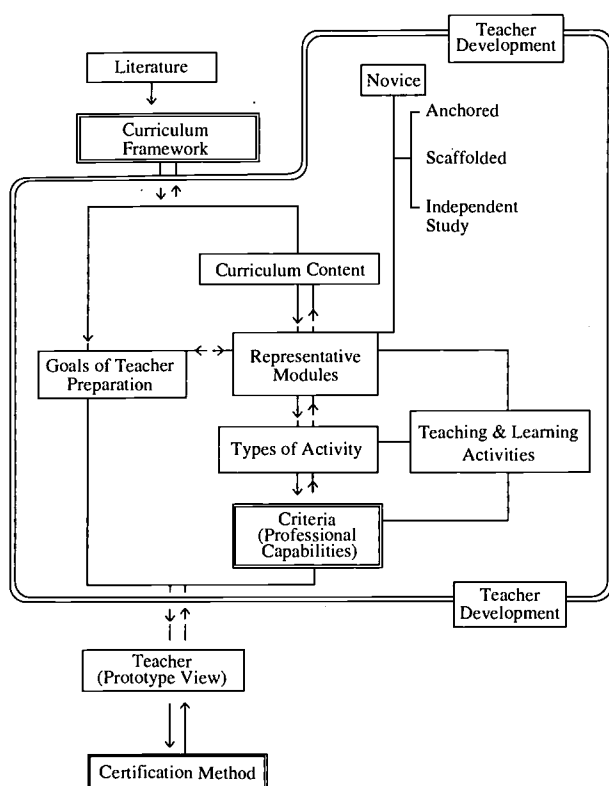 Teacher
Development
Literature
Novice
Anchored
Curriculum
Framework
Scaffolded
Independent
Study
Curriculum Content
Goals of Teacher
Preparation
Representative
Modules
Types of Activity
Teaching & Learning
Activities
Criteria
(Professional
Capabilities)
Teacher
Development
Teacher
(Prototype View)
Certification Method